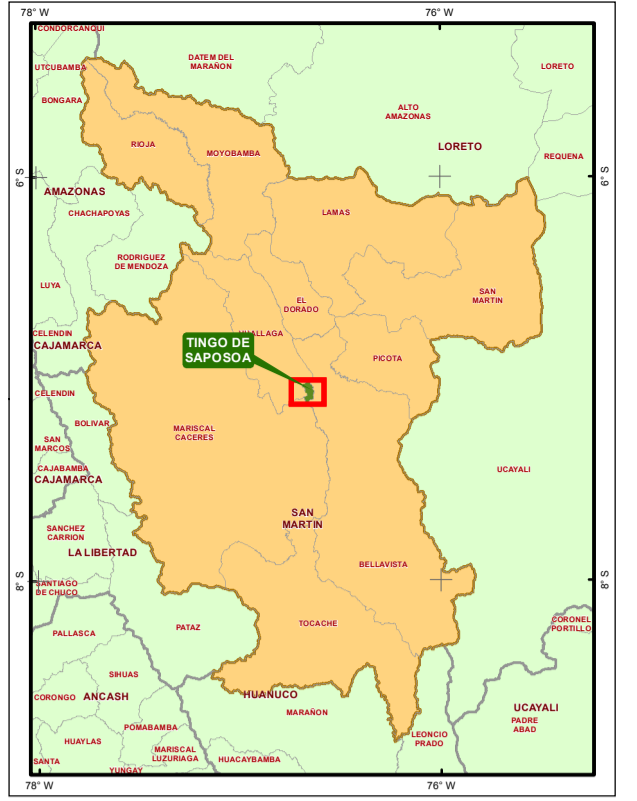 78° W
76° W
CONDORCANQUI
DATEM DEL
MARAÑON
UTCUBAMBA
LORETO
BONGARA
ALTO
AMAZONAS
RIOJA
MOYOBAMBA
LORETO
REQUENA
6° S
6° S
AMAZONAS
CHACHAPOYAS
LAMAS
RODRIGUEZ
DE MENDOZA
LUYA
SAN
MARTIN
EL
DORADO
CELENDIN
CAJAMARCA
HUALLAGA
TINGO DE
SAPOSOA
PICOTA
CELENDIN
BOLIVAR
MARISCAL
CACERES
SAN
MARCOS
CAJABAMBA
CAJAMARCA
UCAYALI
SAN
MARTIN
SANCHEZ
CARRION
LA LIBERTAD
BELLAVISTA
8° S
8° S
SANTIAGO
DE CHUCO
PALLASCA
PATAZ
TOCACHE
CORONEL
PORTILLO
SIHUAS
CORONGO
ANCASH
HUANUCO
MARAÑON
UCAYALI
PADRE
ABAD
POMABAMBA
HUAYLAS
MARISCAL
LUZURIAGA
HUACAYBAMBA
LEONCIO
PRADO
SANTA
YUNGAY
78° W
76° W